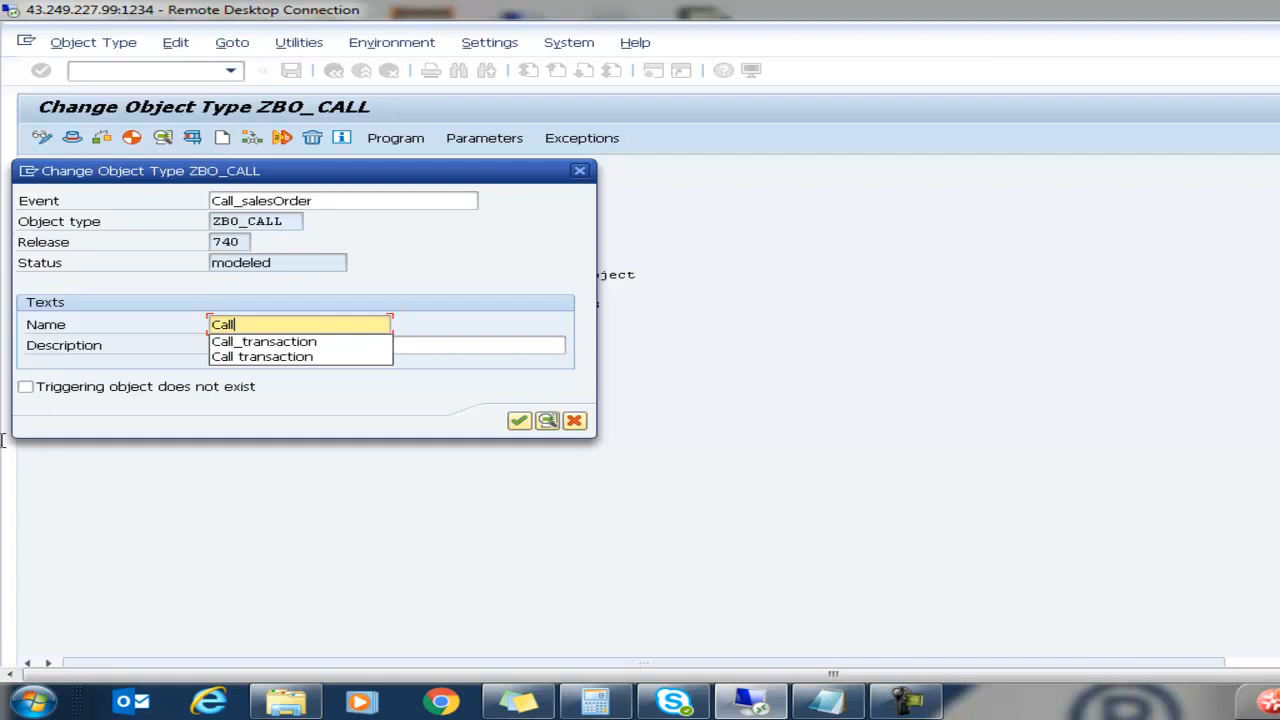 43.249.227.99:1234 - Remote Desktop Connection
Object Type Edit Goto Utilities Environment Settings System Help
Change Object Type ZBO_CALL
Program Parameters Exceptions
Change Object Type ZBO_CALL
Event Call_salesOrder
Object type ZBO_CALL
Release 740
Status modeled
bject
Texts
Name Call
Call_transaction
Call transaction
Description
Triggering object does not exist